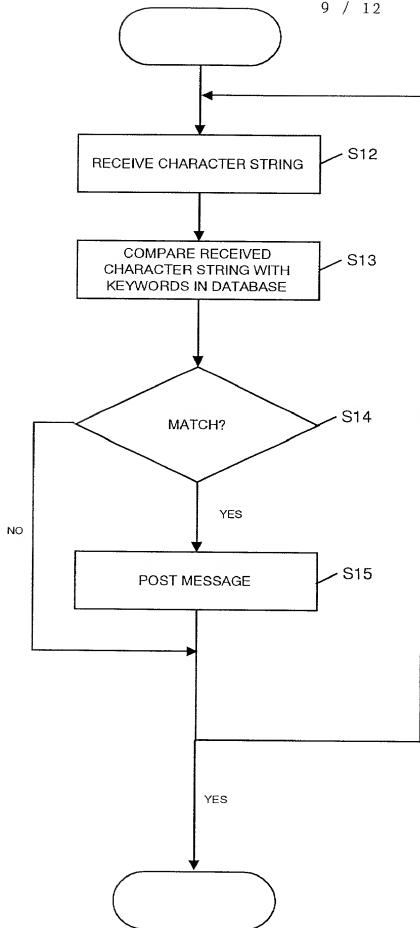 9 / 12
RECEIVE CHARACTER STRING
S12
COMPARE RECEIVED
CHARACTER STRING WITH
KEYWORDS IN DATABASE
S13
MATCH?
S14
YES
NO
POST MESSAGE
S15
YES